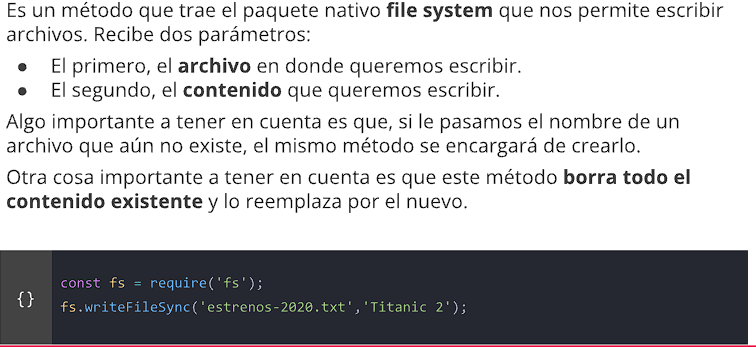 Es un método que trae el paquete nativo file system que nos permite escribir
archivos. Recibe dos parámetros:
● El primero, el archivo en donde queremos escribir.
● El segundo, el contenido que queremos escribir.
Algo importante a tener en cuenta es que, si le pasamos el nombre de un
archivo que aún no existe, el mismo método se encargará de crearlo.
Otra cosa importante a tener en cuenta es que este método borra todo el
contenido existente y lo reemplaza por el nuevo.
{}
const fs = require('fs');
fs.writeFileSync('estrenos-2020.txt','Titanic 2');